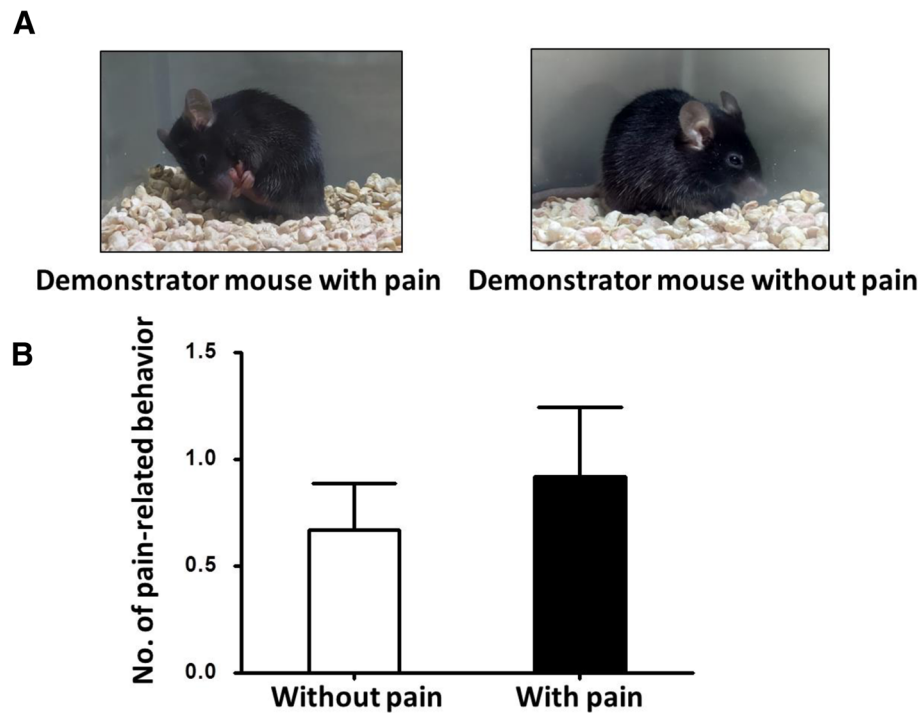 A
Demonstrator mouse with pain
Demonstrator mouse without pain
B
No. of pain-related behavior
1.5
1.0
0.5
0.0
Without pain
With pain